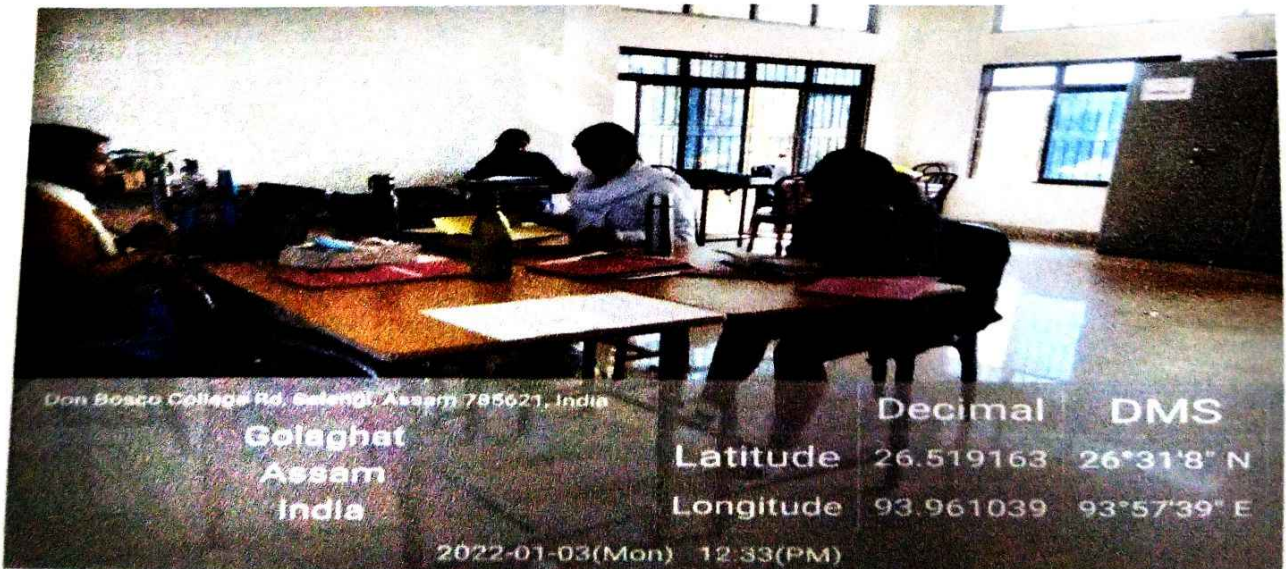 Don Bosco College Rd, Assam 785621, India
Golaghat
Assam
India
Decimal DMS
Latitude 26.519163 26°31'8" N
Longitude 93.961039 93°57'39" E
2022-01-03(Mon) 12:33(PM)